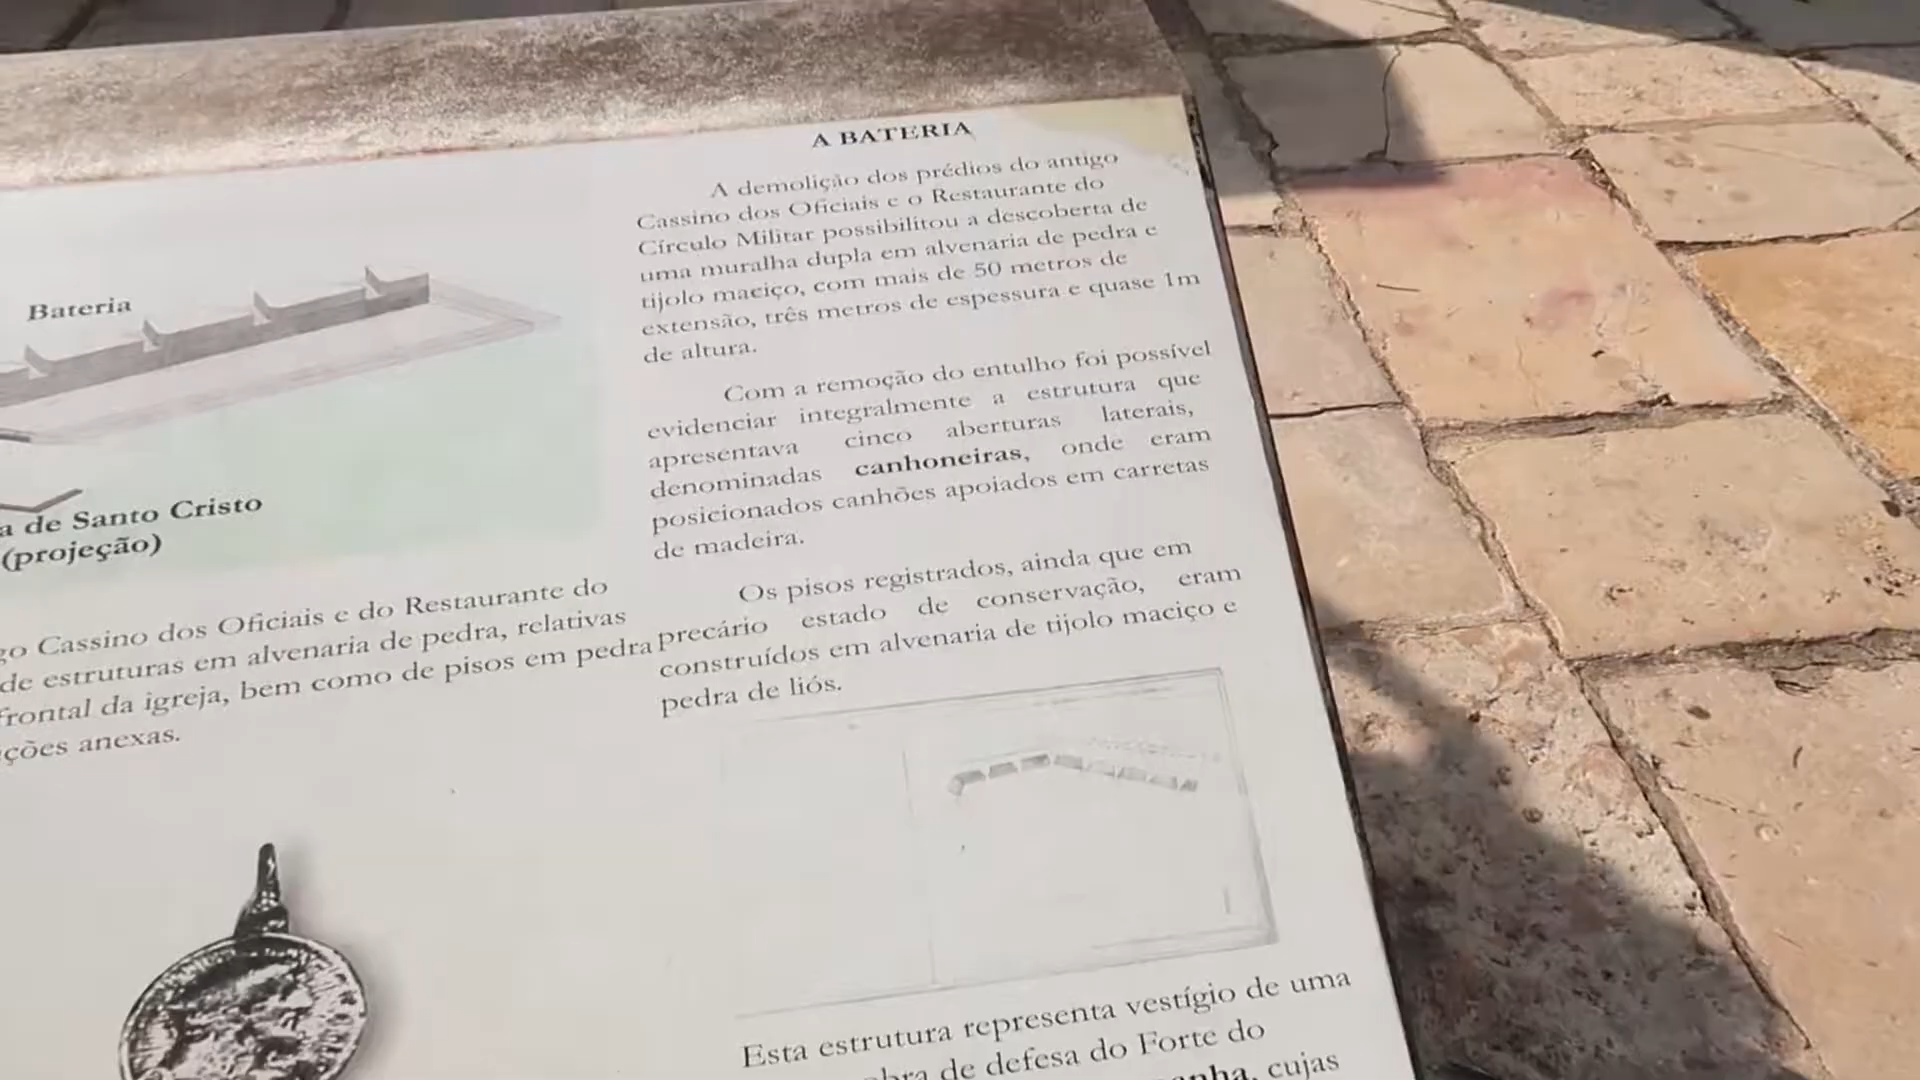 Bateria
a de Santo Cristo
(projeção)
go Cassino dos Oficiais e do Restaurante do
de estruturas em alvenaria de pedra, relativas
frontal da igreja, bem como de pisos em pedra
ções anexas.
A BATERIA
A demolição dos prédios do antigo
Cassino dos Oficiais e o Restaurante do
Círculo Militar possibilitou a descoberta de
uma muralha dupla em alvenaria de pedra e
tijolo maciço, com mais de 50 metros de
extensão, três metros de espessura e quase 1m
de altura.
Com a remoção do entulho foi possível
evidenciar integralmente a estrutura que
apresentava cinco aberturas laterais,
denominadas canhoneiras, onde eram
posicionados canhões apoiados em carretas
de madeira.
Os pisos registrados, ainda que em
precário estado de conservação, eram
construídos em alvenaria de tijolo maciço e
pedra de liós.
Esta estrutura representa vestígio de uma
obra de defesa do Forte do
anha, cujas